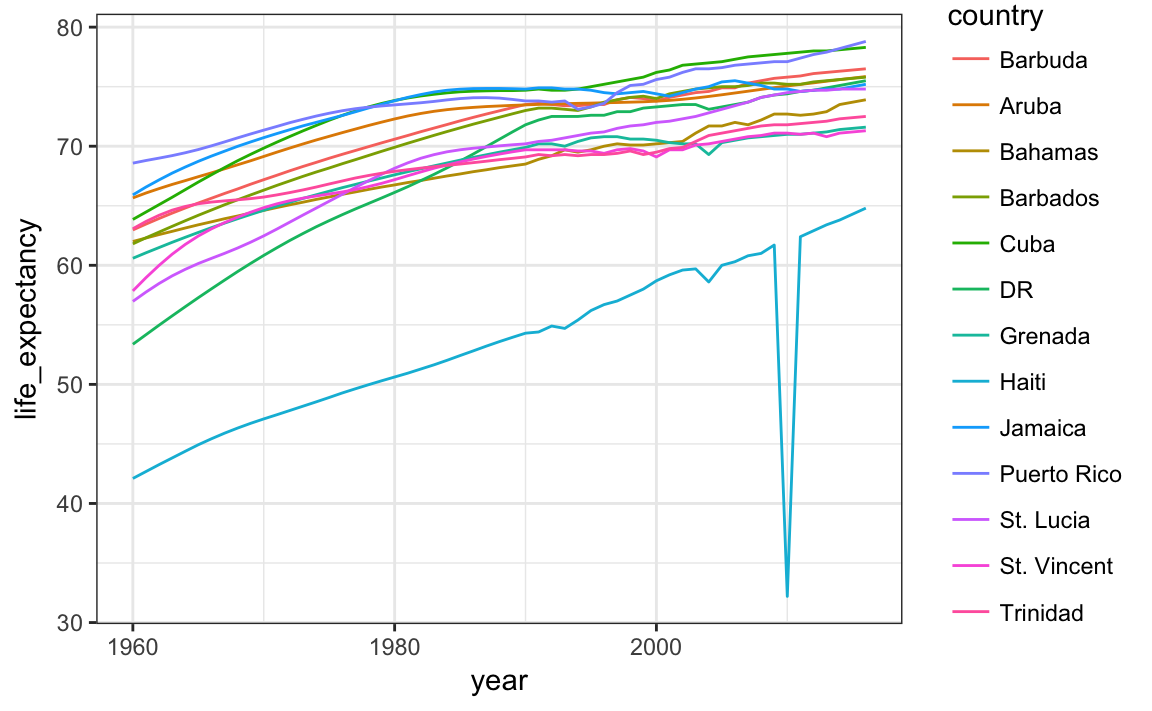 80
70
60
50
40
30
life_expectancy
1960
1980
2000
year
country
Barbuda
Aruba
Bahamas
Barbados
Cuba
DR
Grenada
Haiti
Jamaica
Puerto Rico
St. Lucia
St. Vincent
Trinidad